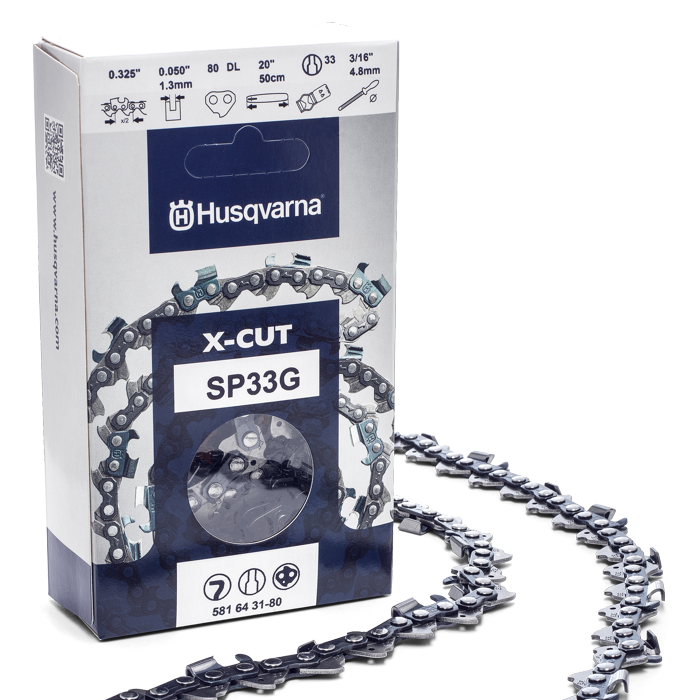 0.325" 0.050" 80 DL 20" 33 3/16"
1.3mm 50cm 4.8mm
x/2
www.husqvarna.com
Husqvarna
X-CUT
SP33G
581 64 31-80